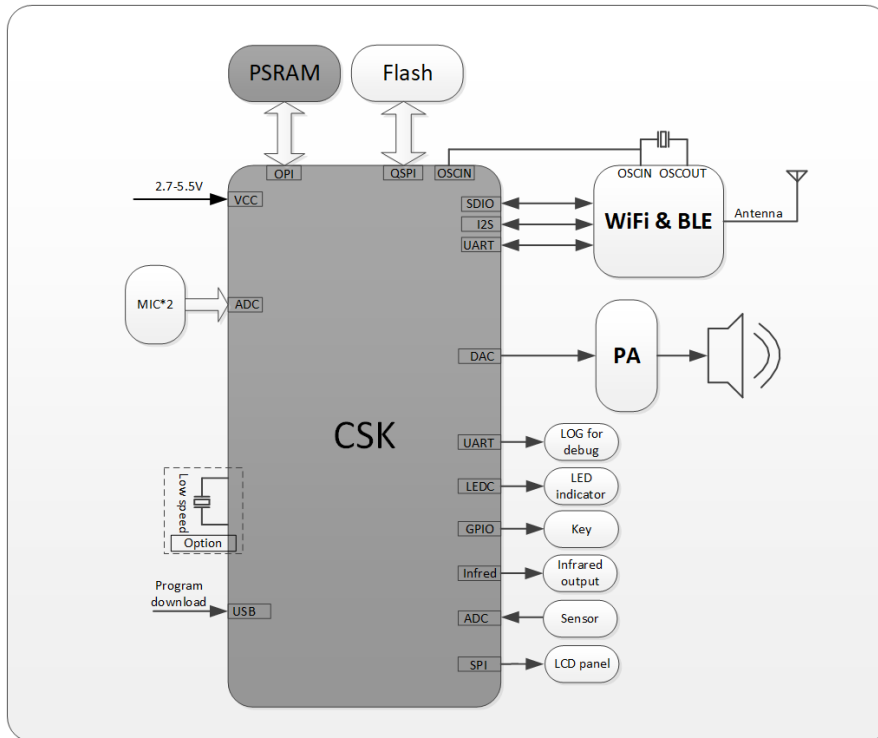 PSRAM
Flash
OPI
QSPI
OSCIN
OSCIN OSCOUT
2.7-5.5V
VCC
SDIO
I2S
UART
WiFi & BLE
Antenna
MIC*2
ADC
DAC
PA
CSK
UART
LOG for
debug
Low speed
Option
LEDC
LED
indicator
GPIO
Key
Infred
Infrared
output
Program
download
USB
ADC
Sensor
SPI
LCD panel